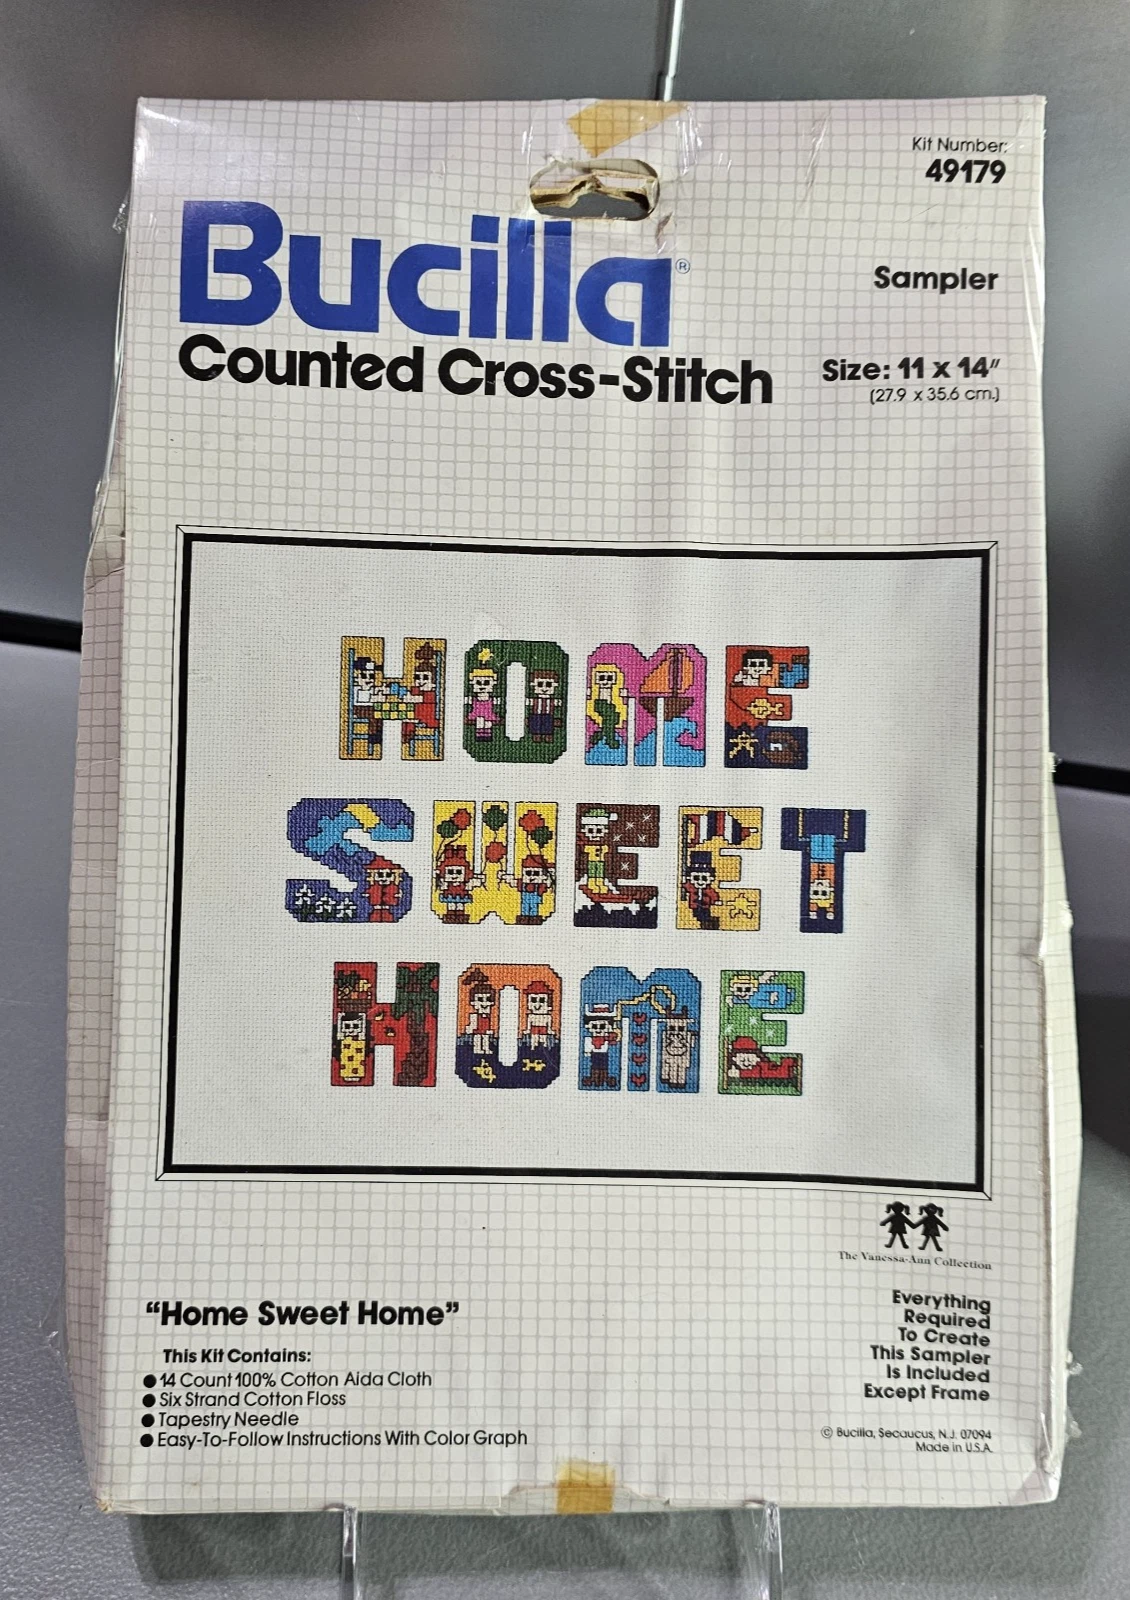 Kit Number:
49179
Bucilla®
Sampler
Counted Cross-Stitch
Size: 11 x 14"
(27.9 x 35.6 cm.)
HOME
SWEET
HOME
The Vanessa-Ann Collection
"Home Sweet Home"
This Kit Contains:
● 14 Count 100% Cotton Aida Cloth
● Six Strand Cotton Floss
● Tapestry Needle
● Easy-To-Follow Instructions With Color Graph
Everything
Required
To Create
This Sampler
Is Included
Except Frame
© Bucilla, Secaucus, N.J. 07094
Made in U.S.A.